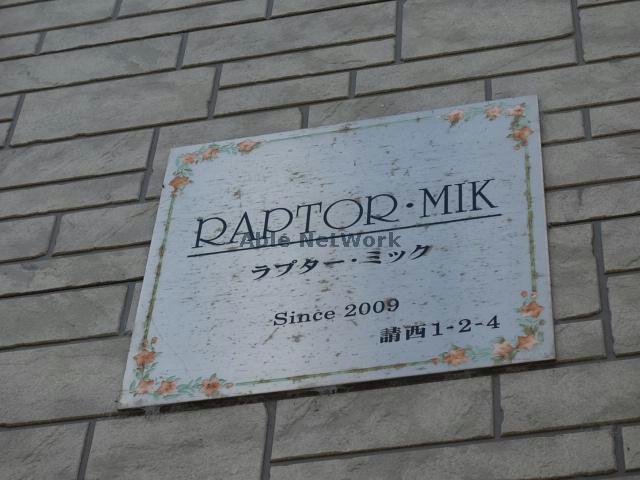 RAPTOR・MIK
Able NetWork
ラプター・ミック
Since 2009
請西1-2-4